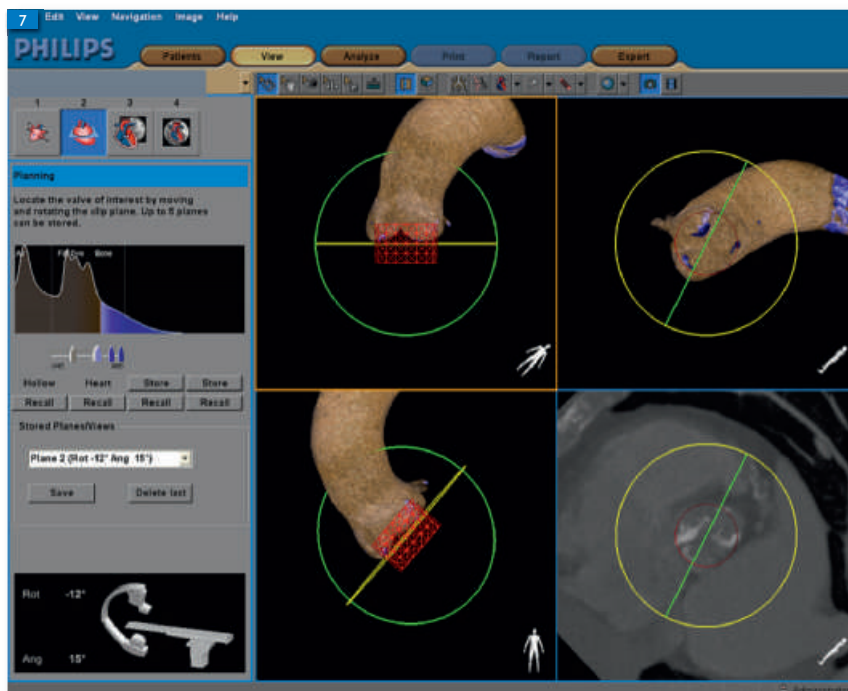 7 Edit View Navigation Image Help
PHILIPS
Patients View Analyze Print Report Export
1 2 3 4
Planning
Locate the valve of interest by moving
and rotating the clip plane. Up to 5 planes
can be stored.
Bone
Hollow Heart Store Store
Recall Recall Recall Recall
Stored Planes/Views
Plane 2 (Rot -12° Ang 15°)
Save Delete last
Rot -12°
Ang 15°